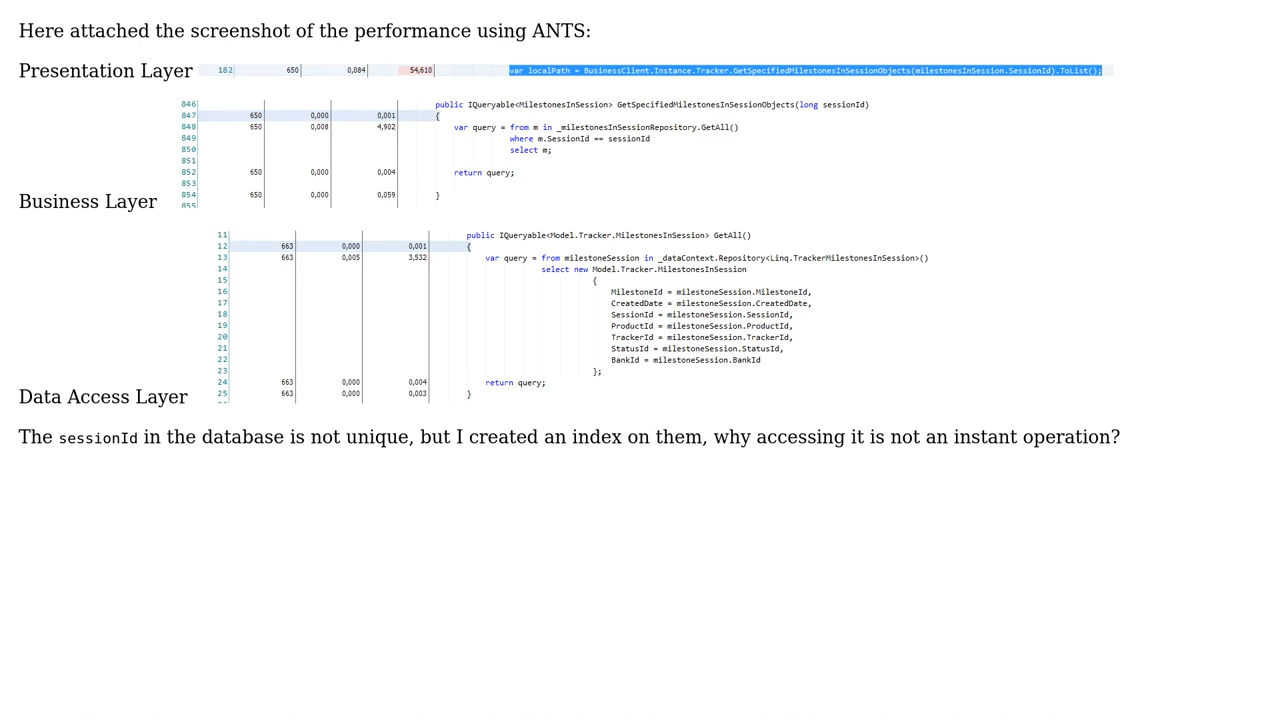 Here attached the screenshot of the performance using ANTS:
Presentation Layer 182 650 0,084 54,610 var localPath = BusinessClient.Instance.Tracker.GetSpecifiedMilestonesInSessionObjects(milestonesInSession.SessionId).ToList();
846 public IQueryable<MilestonesInSession> GetSpecifiedMilestonesInSessionObjects(long sessionId)
847 650 0,000 0,001 {
848 650 0,008 4,902 var query = from m in _milestonesInSessionRepository.GetAll()
849 where m.SessionId == sessionId
850 select m;
851
852 650 0,000 0,004 return query;
853
854 650 0,000 0,059 }
855
Business Layer
11 public IQueryable<Model.Tracker.MilestonesInSession> GetAll()
12 663 0,000 0,001 {
13 663 0,005 3,532 var query = from milestoneSession in _dataContext.Repository<Linq.TrackerMilestonesInSession>()
14 select new Model.Tracker.MilestonesInSession
15 {
16 MilestoneId = milestoneSession.MilestoneId,
17 CreatedDate = milestoneSession.CreatedDate,
18 SessionId = milestoneSession.SessionId,
19 ProductId = milestoneSession.ProductId,
20 TrackerId = milestoneSession.TrackerId,
21 StatusId = milestoneSession.StatusId,
22 BankId = milestoneSession.BankId
23 };
24 663 0,000 0,004 return query;
25 663 0,000 0,003 }
Data Access Layer
The sessionId in the database is not unique, but I created an index on them, why accessing it is not an instant operation?